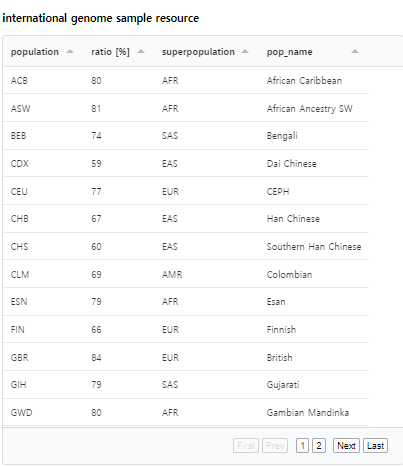 international genome sample resource
population ratio [%] superpopulation pop_name
ACB 80 AFR African Caribbean
ASW 81 AFR African Ancestry SW
BEB 74 SAS Bengali
CDX 59 EAS Dai Chinese
CEU 77 EUR CEPH
CHB 67 EAS Han Chinese
CHS 60 EAS Southern Han Chinese
CLM 69 AMR Colombian
ESN 79 AFR Esan
FIN 66 EUR Finnish
GBR 84 EUR British
GIH 79 SAS Gujarati
GWD 80 AFR Gambian Mandinka
First Prev 1 2 Next Last